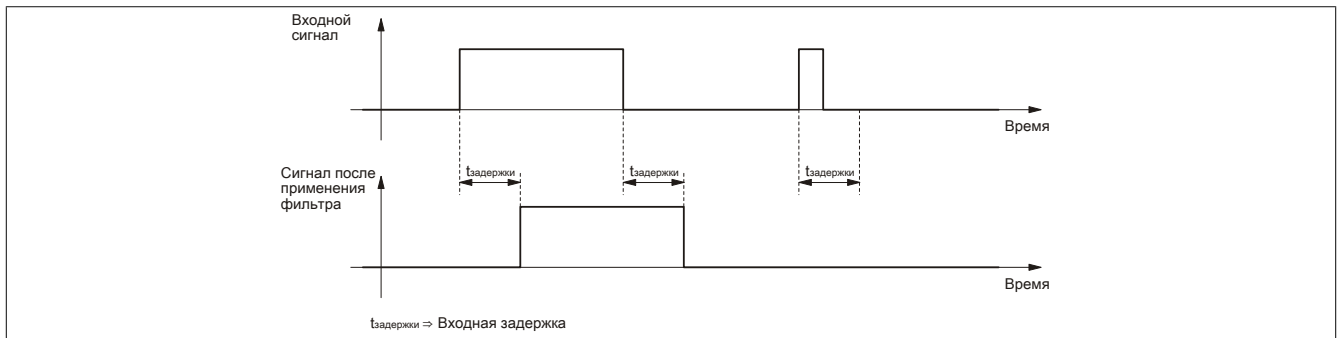 Входной
сигнал
Время
Сигнал после
применения
фильтра
tзадержки
tзадержки
tзадержки
Время
tзадержки ⇒ Входная задержка